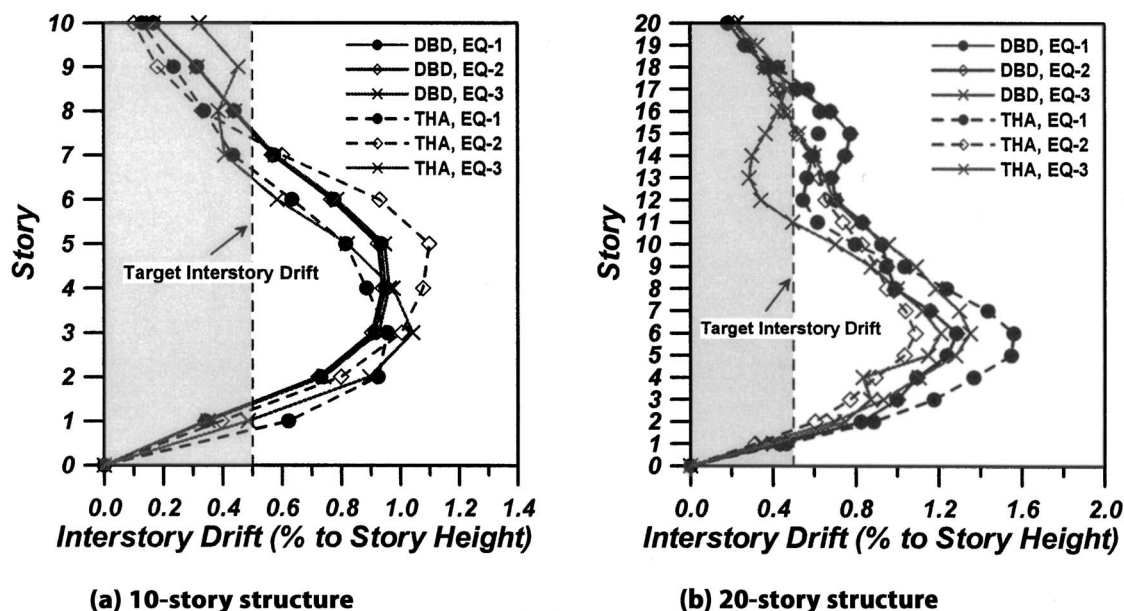 10
9
8
7
6
5
4
3
2
1
0
Story
DBD, EQ-1
DBD, EQ-2
DBD, EQ-3
THA, EQ-1
THA, EQ-2
THA, EQ-3
Target Interstory Drift
0.0 0.2 0.4 0.6 0.8 1.0 1.2 1.4
Interstory Drift (% to Story Height)
(a) 10-story structure
20
19
18
17
16
15
14
13
12
11
10
9
8
7
6
5
4
3
2
1
0
Story
DBD, EQ-1
DBD, EQ-2
DBD, EQ-3
THA, EQ-1
THA, EQ-2
THA, EQ-3
Target Interstory Drift
0.0 0.4 0.8 1.2 1.6 2.0
Interstory Drift (% to Story Height)
(b) 20-story structure